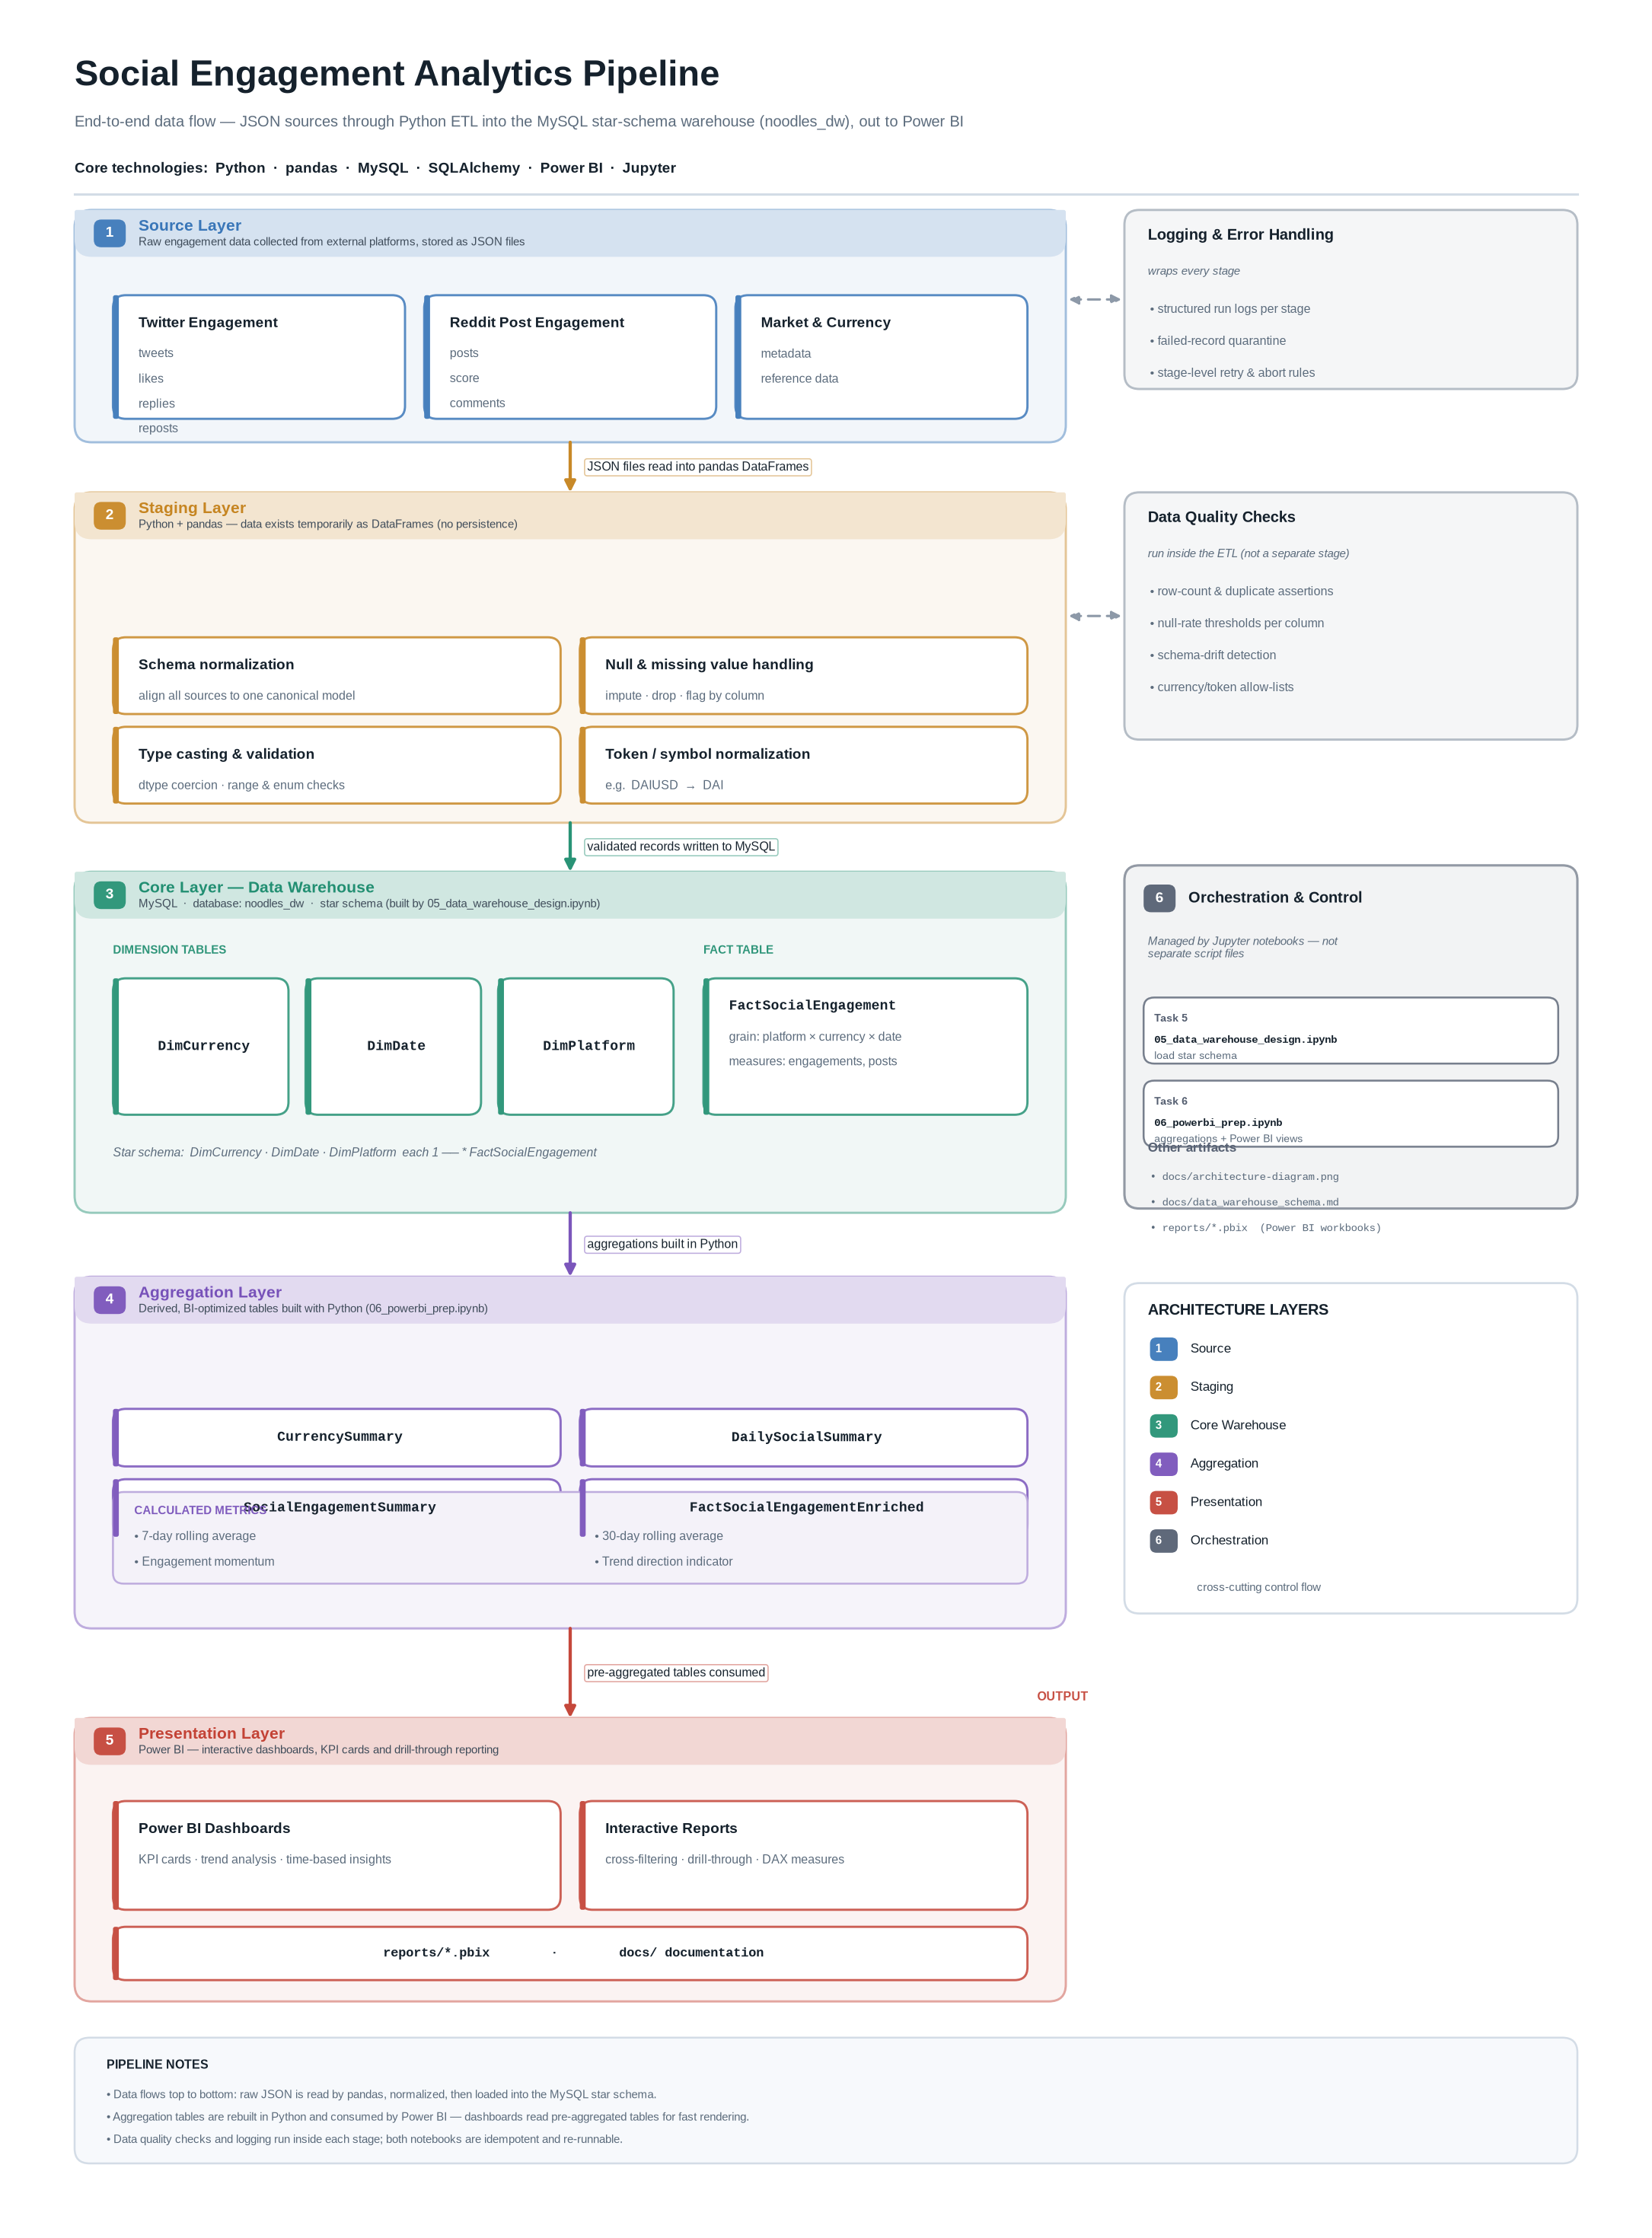 Social Engagement Analytics Pipeline
End-to-end data flow — JSON sources through Python ETL into the MySQL star-schema warehouse (noodles_dw), out to Power BI
Core technologies: Python · pandas · MySQL · SQLAlchemy · Power BI · Jupyter
1
Source Layer
Raw engagement data collected from external platforms, stored as JSON files
Twitter Engagement
tweets
likes
replies
reposts
Reddit Post Engagement
posts
score
comments
Market & Currency
metadata
reference data
Logging & Error Handling
wraps every stage
• structured run logs per stage
• failed-record quarantine
• stage-level retry & abort rules
JSON files read into pandas DataFrames
2
Staging Layer
Python + pandas — data exists temporarily as DataFrames (no persistence)
Schema normalization
align all sources to one canonical model
Null & missing value handling
impute · drop · flag by column
Type casting & validation
dtype coercion · range & enum checks
Token / symbol normalization
e.g. DAIUSD → DAI
Data Quality Checks
run inside the ETL (not a separate stage)
• row-count & duplicate assertions
• null-rate thresholds per column
• schema-drift detection
• currency/token allow-lists
validated records written to MySQL
3
Core Layer — Data Warehouse
MySQL · database: noodles_dw · star schema (built by 05_data_warehouse_design.ipynb)
DIMENSION TABLES
DimCurrency
DimDate
DimPlatform
FACT TABLE
FactSocialEngagement
grain: platform × currency × date
measures: engagements, posts
Star schema: DimCurrency · DimDate · DimPlatform each 1 —— * FactSocialEngagement
6
Orchestration & Control
Managed by Jupyter notebooks — not
separate script files
Task 5
05_data_warehouse_design.ipynb
load star schema
Task 6
06_powerbi_prep.ipynb
aggregations + Power BI views
Other artifacts
• docs/architecture-diagram.png
• docs/data_warehouse_schema.md
• reports/*.pbix (Power BI workbooks)
aggregations built in Python
4
Aggregation Layer
Derived, BI-optimized tables built with Python (06_powerbi_prep.ipynb)
CurrencySummary
DailySocialSummary
SocialEngagementSummary
FactSocialEngagementEnriched
CALCULATED METRICS
• 7-day rolling average
• 30-day rolling average
• Engagement momentum
• Trend direction indicator
ARCHITECTURE LAYERS
1 Source
2 Staging
3 Core Warehouse
4 Aggregation
5 Presentation
6 Orchestration
cross-cutting control flow
pre-aggregated tables consumed
OUTPUT
5
Presentation Layer
Power BI — interactive dashboards, KPI cards and drill-through reporting
Power BI Dashboards
KPI cards · trend analysis · time-based insights
Interactive Reports
cross-filtering · drill-through · DAX measures
reports/*.pbix · docs/ documentation
PIPELINE NOTES
• Data flows top to bottom: raw JSON is read by pandas, normalized, then loaded into the MySQL star schema.
• Aggregation tables are rebuilt in Python and consumed by Power BI — dashboards read pre-aggregated tables for fast rendering.
• Data quality checks and logging run inside each stage; both notebooks are idempotent and re-runnable.